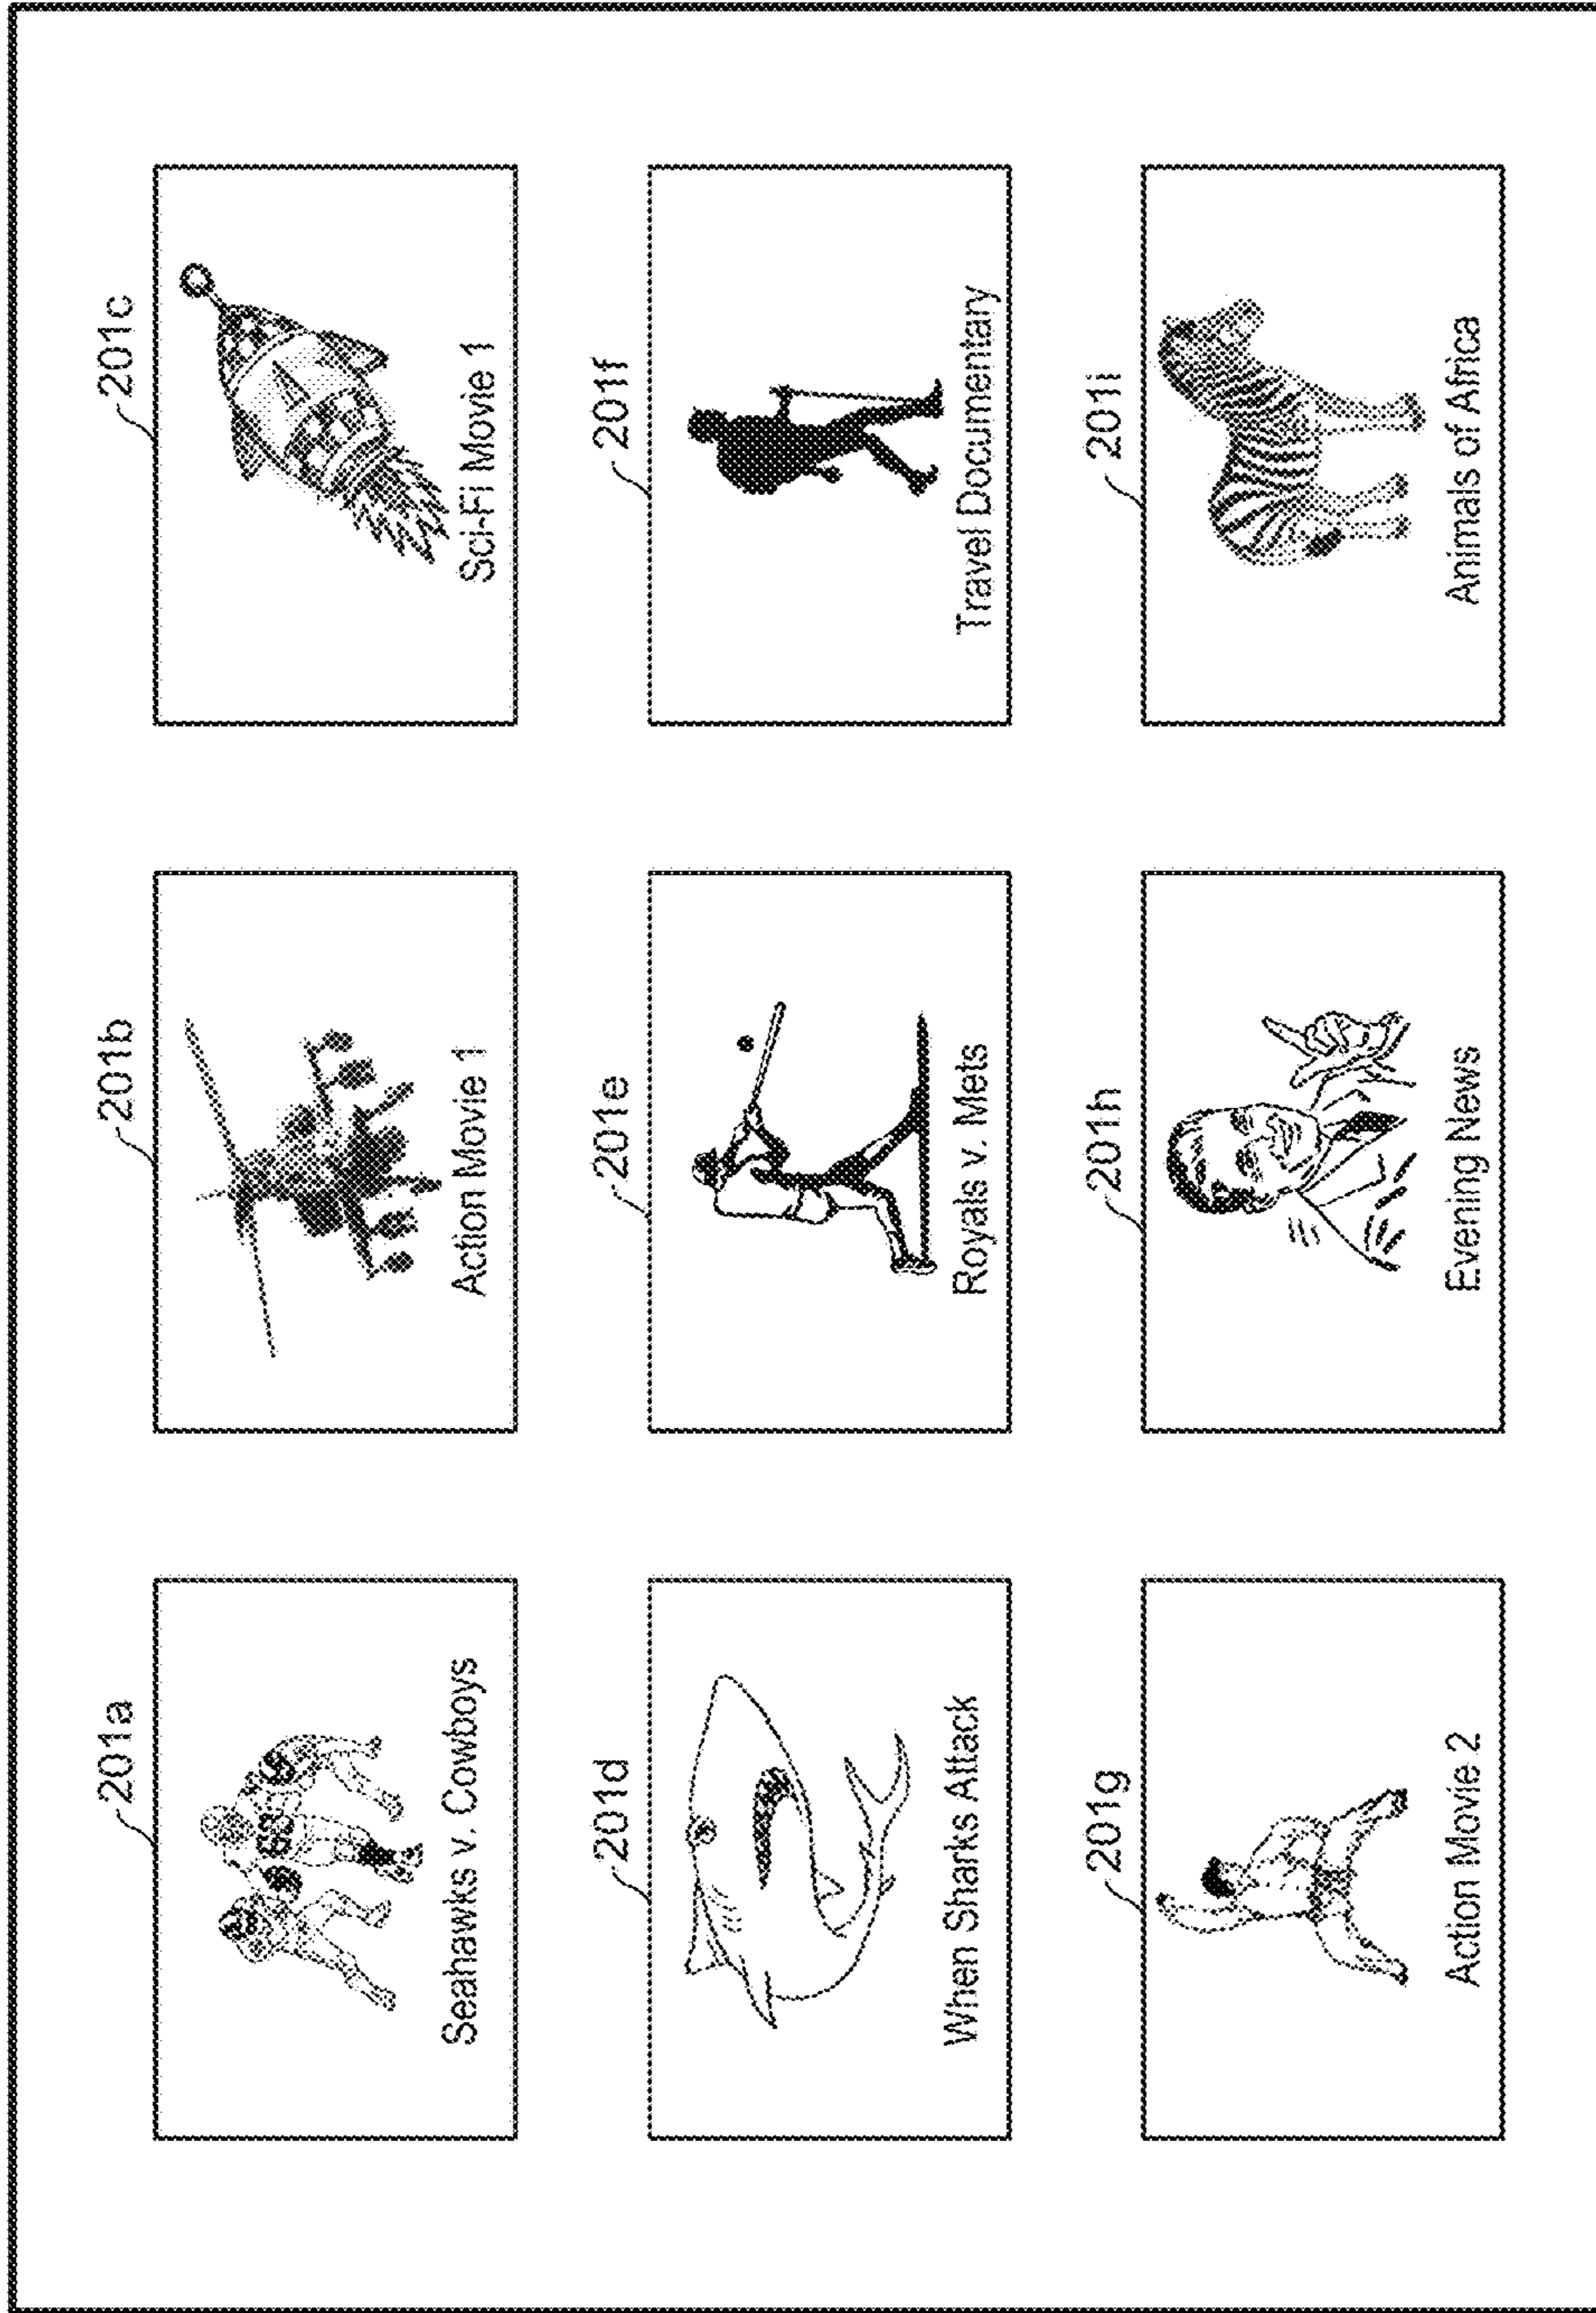 201a
Seahawks v. Cowboys
201b
Action Movie 1
201c
Sci-Fi Movie 1
201d
When Sharks Attack
201e
Royals v. Mets
201f
Travel Documentary
201g
Action Movie 2
201h
Evening News
201i
Animals of Africa